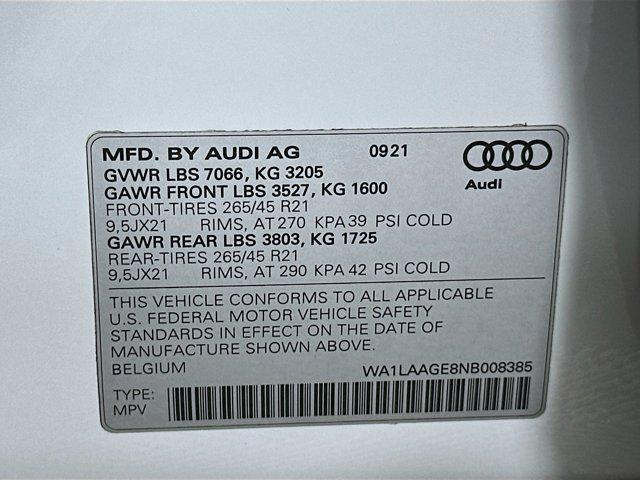 MFD. BY AUDI AG 0921
GVWR LBS 7066, KG 3205
GAWR FRONT LBS 3527, KG 1600
FRONT-TIRES 265/45 R21
9,5JX21 RIMS, AT 270 KPA 39 PSI COLD
GAWR REAR LBS 3803, KG 1725
REAR-TIRES 265/45 R21
9,5JX21 RIMS, AT 290 KPA 42 PSI COLD
Audi
THIS VEHICLE CONFORMS TO ALL APPLICABLE
U.S. FEDERAL MOTOR VEHICLE SAFETY
STANDARDS IN EFFECT ON THE DATE OF
MANUFACTURE SHOWN ABOVE.
BELGIUM WA1LAAGE8NB008385
TYPE:
MPV